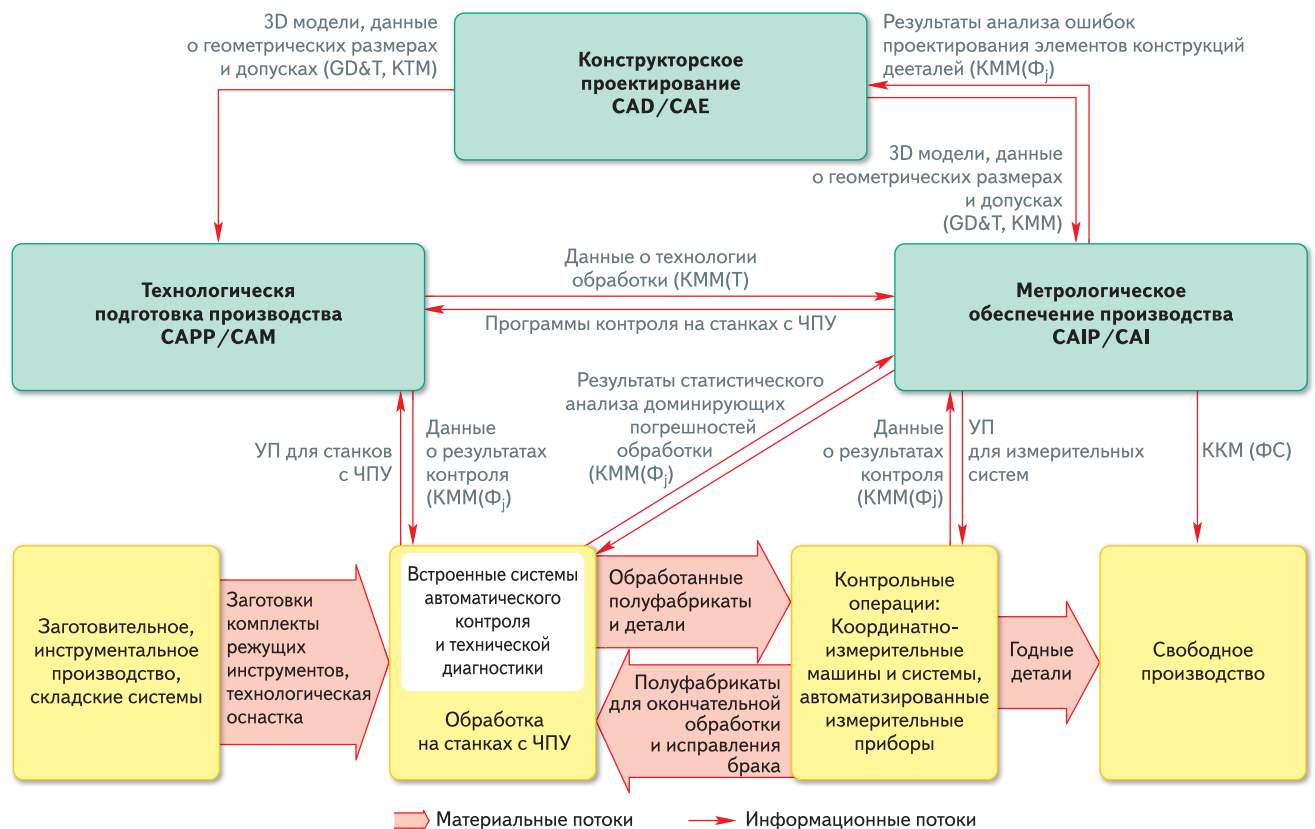 3D модели, данные
о геометрических размерах
и допусках (GD&T, KTM)
Конструкторское
проектирование
CAD/CAE
Результаты анализа ошибок
проектирования элементов конструкций
дееталей (КММ(Фj)
3D модели, данные
о геометрических размерах
и допусках
(GD&T, KMM)
Технологическя
подготовка производства
CAPP/CAM
Данные о технологии
обработки (КММ(Т)
Программы контроля на станках с ЧПУ
Метрологическое
обеспечение производства
CAIP/CAI
УП для станков
с ЧПУ
Данные
о результатах
контроля
(КММ(Фj)
Результаты статистического
анализа доминирующих
погрешностей
обработки
(КММ(Фj)
Данные
о результатах
контроля
(КММ(Фj)
УП
для измерительных
систем
ККМ (ФС)
Заготовительное,
инструментальное
производство,
складские системы
Заготовки
комплекты
режущих
инструментов,
технологическая
оснастка
Встроенные системы
автоматического
контроля
и технической
диагностики
Обработка
на станках с ЧПУ
Обработанные
полуфабрикаты
и детали
Полуфабрикаты
для окончательной
обработки
и исправления
брака
Контрольные
операции:
Координатно-
измерительные
машины и системы,
автоматизированные
измерительные
приборы
Годные
детали
Свободное
производство
Материальные потоки
Информационные потоки